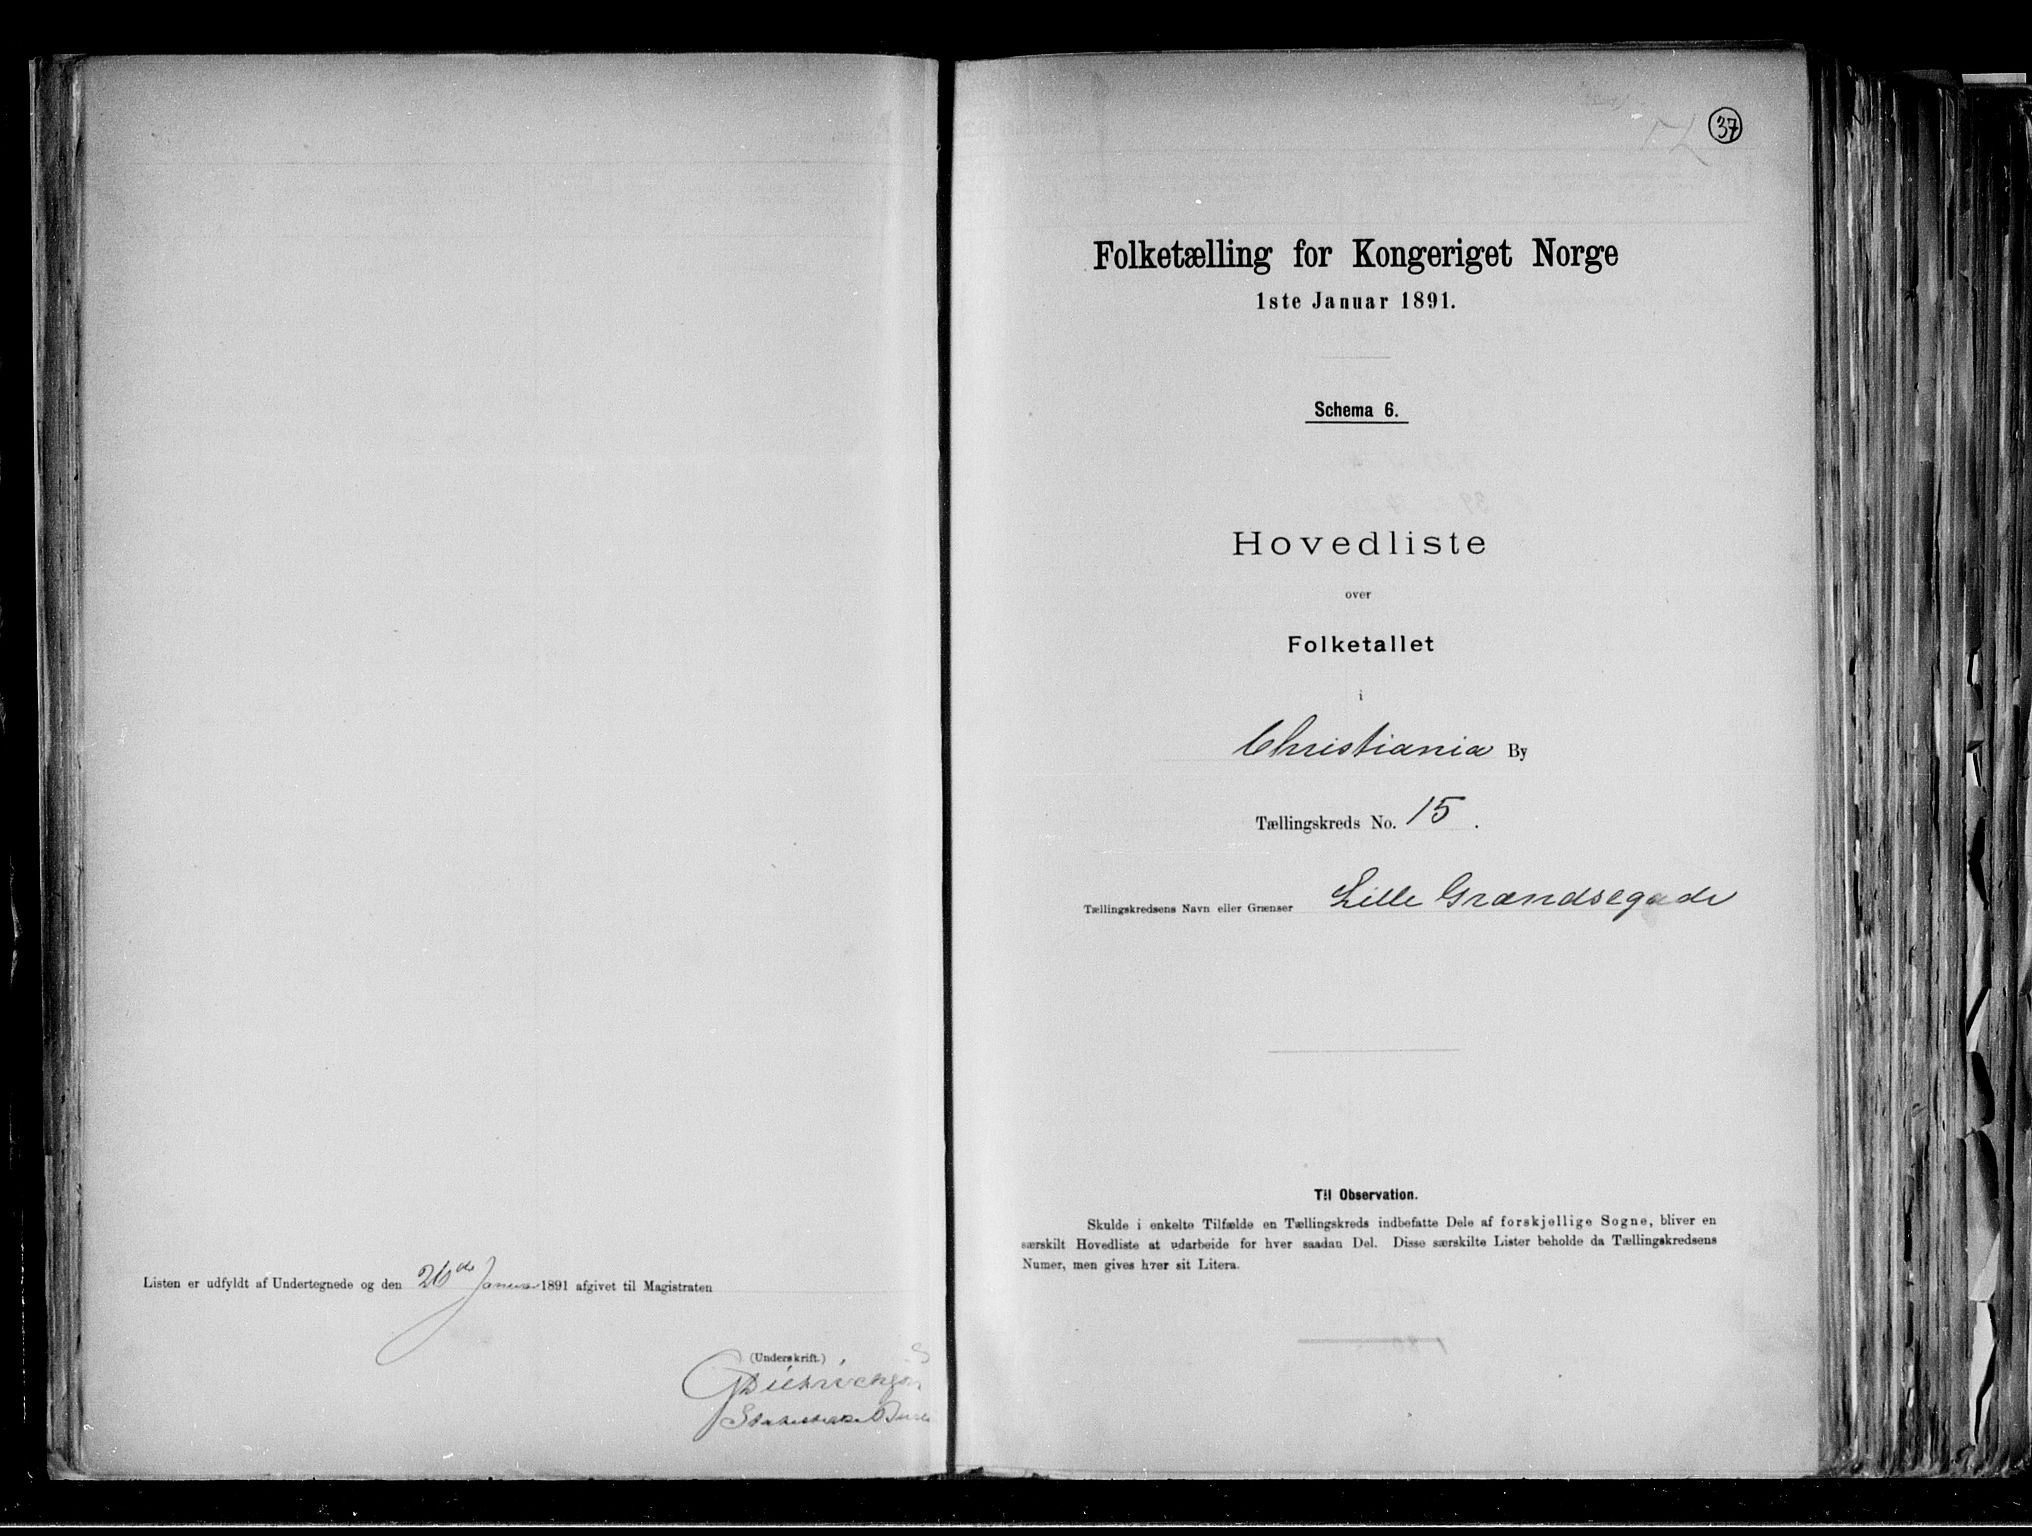 Listen er udfyldt af Undertegnede og den 26de Januar 1891 afgivet til Magistraten
(Underskrift.)
37
Folketælling for Kongeriget Norge
1ste Januar 1891.
Schema 6.
Hovedliste
over
Folketallet
i
Christiania By
Tællingskreds No. 15.
Tællingskredsens Navn eller Grænser Lille Grændsegade
Til Observation.
Skulde i enkelte Tilfælde en Tællingskreds indbefatte Dele af forskjellige Sogne, bliver en
særskilt Hovedliste at udarbeide for hver saadan Del. Disse særskilte Lister beholde da Tællingskredsens
Numer, men gives hver sit Litera.